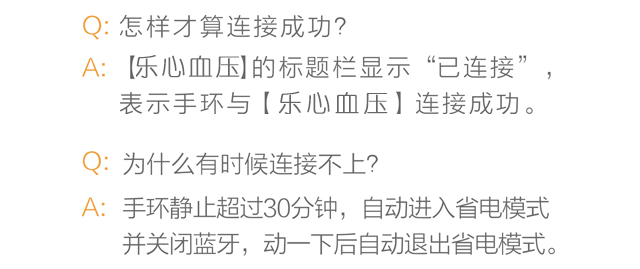 Q: 怎样才算连接成功?
A: 【乐心血压】的标题栏显示“已连接”,
表示手环与【乐心血压】连接成功。
Q: 为什么有时候连接不上?
A: 手环静止超过30分钟,自动进入省电模式
并关闭蓝牙,动一下后自动退出省电模式。